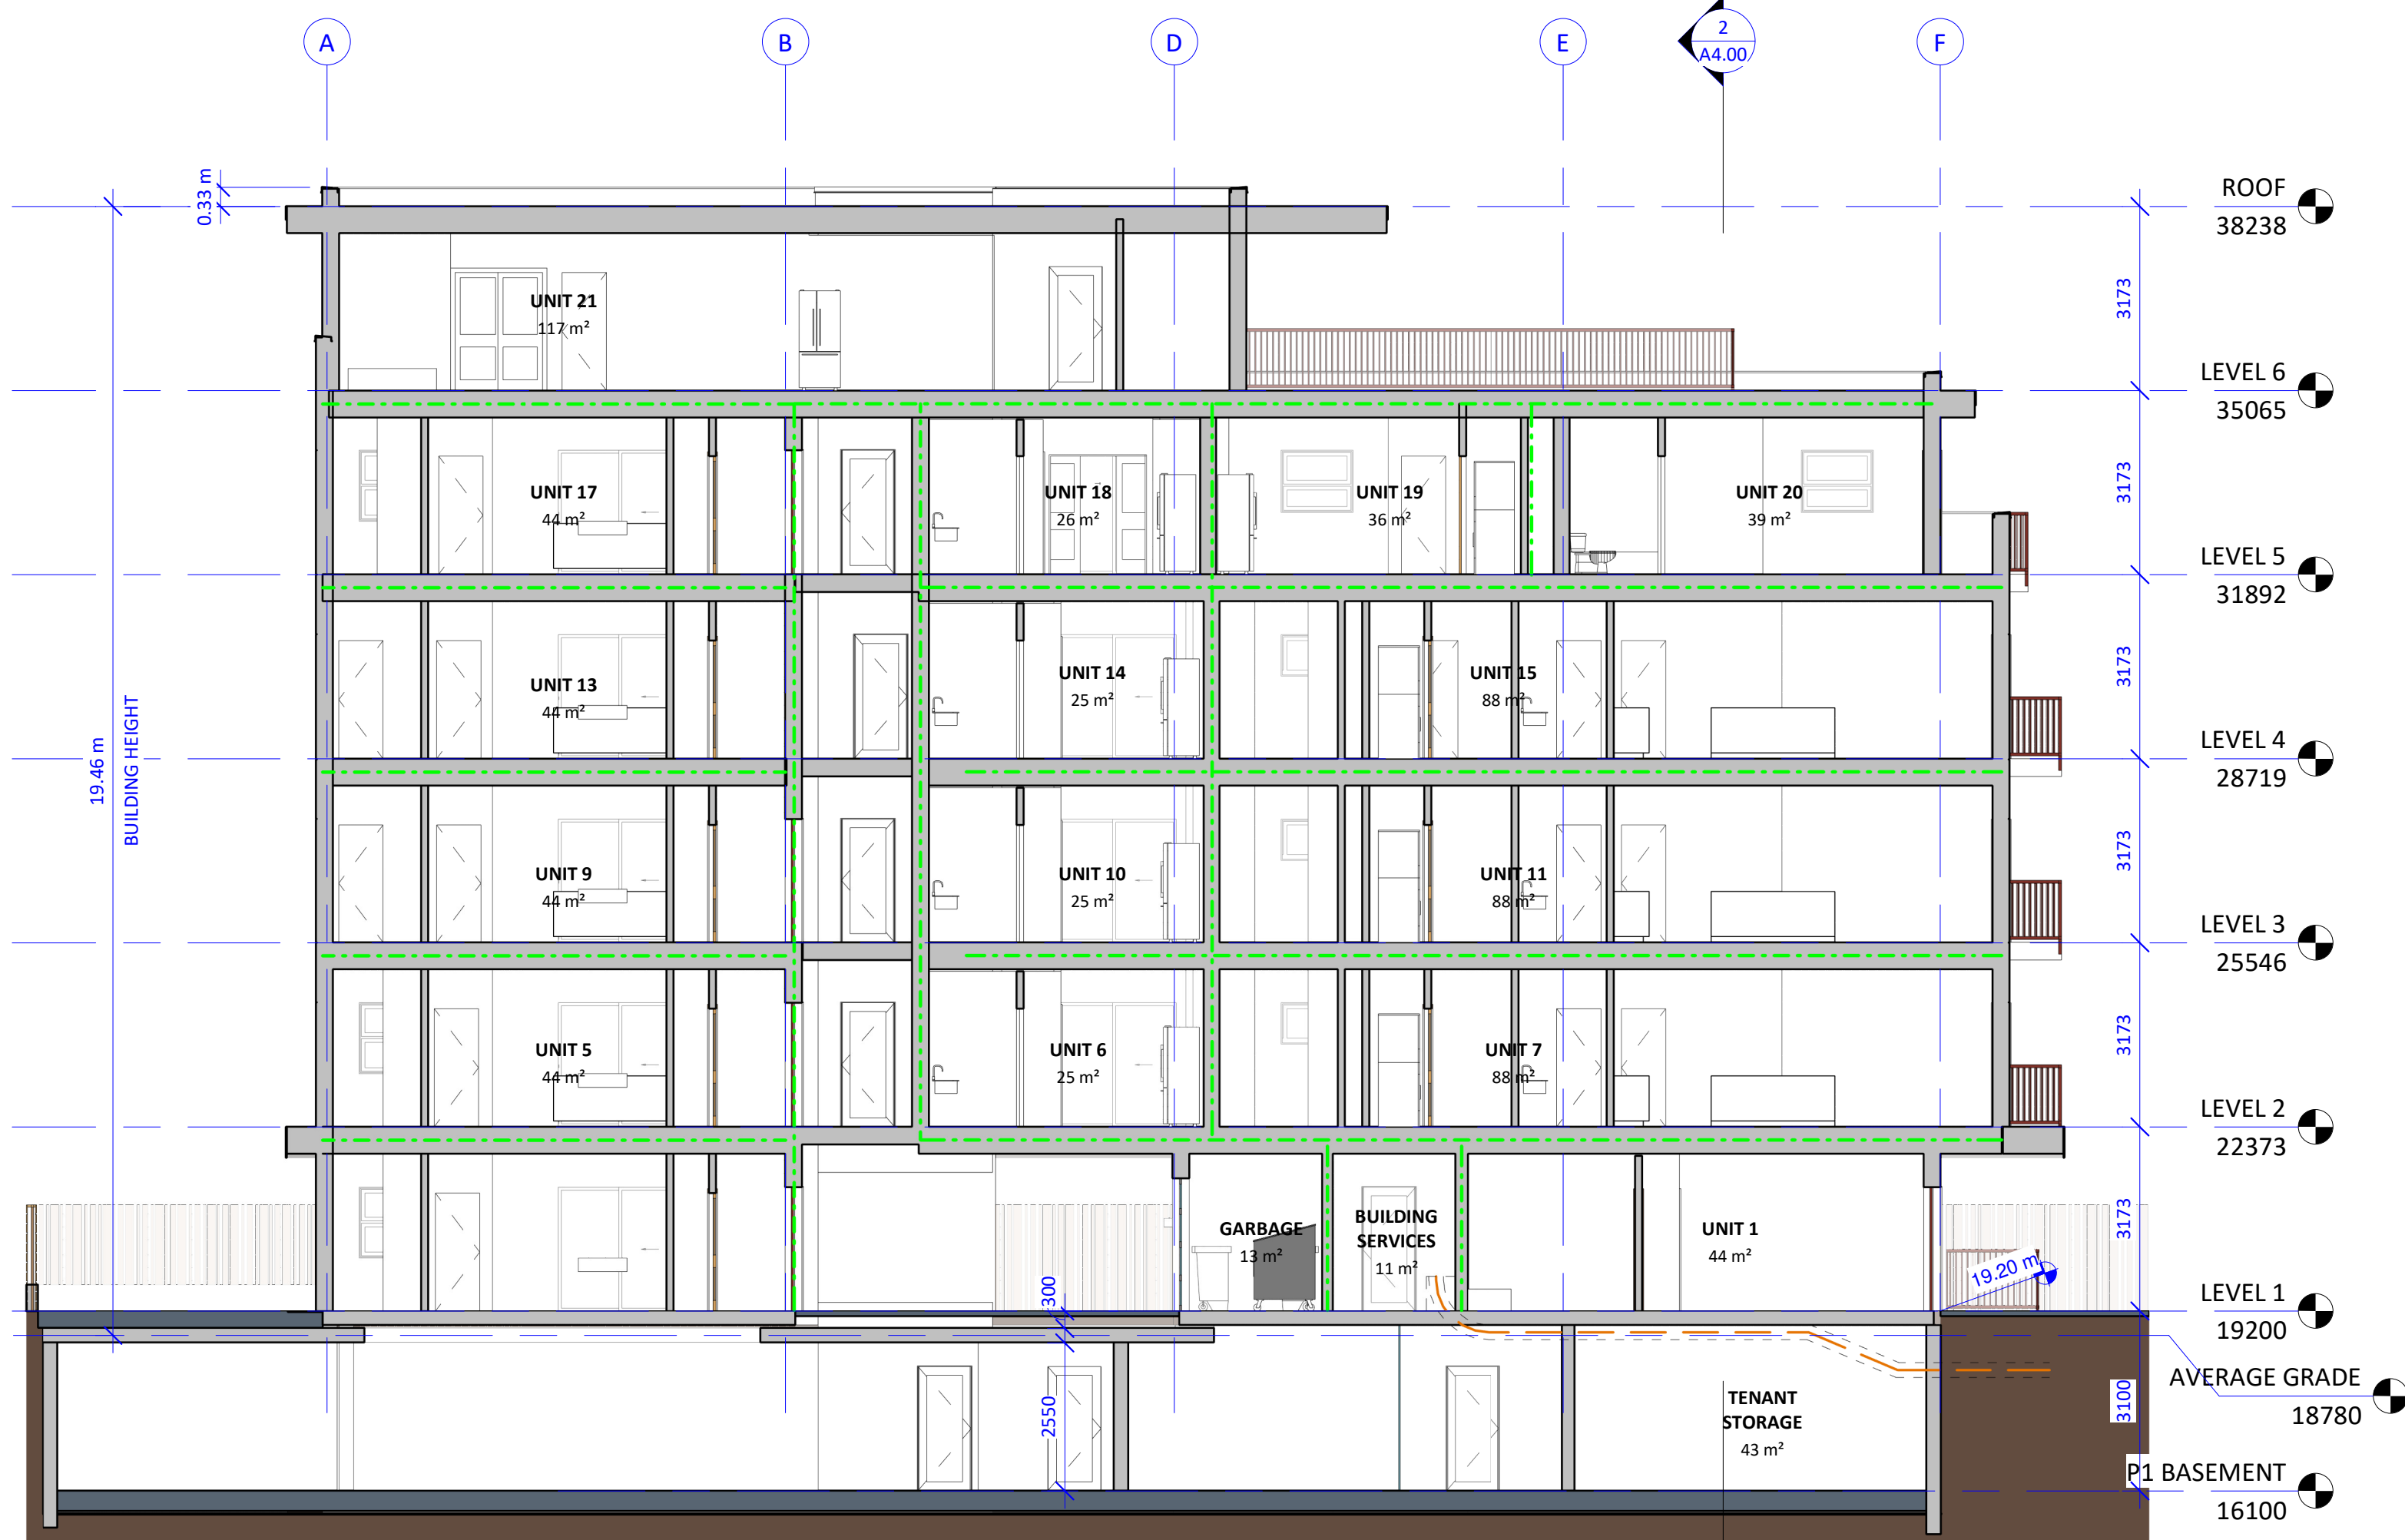 A
B
D
E
2
A4.00
F
0.33 m
ROOF
38238
UNIT 21
117 m²
3173
LEVEL 6
35065
UNIT 17
44 m²
UNIT 18
26 m²
UNIT 19
36 m²
UNIT 20
39 m²
3173
LEVEL 5
31892
UNIT 13
44 m²
UNIT 14
25 m²
UNIT 15
88 m²
3173
LEVEL 4
28719
19.46 m
BUILDING HEIGHT
UNIT 9
44 m²
UNIT 10
25 m²
UNIT 11
88 m²
3173
LEVEL 3
25546
UNIT 5
44 m²
UNIT 6
25 m²
UNIT 7
88 m²
3173
LEVEL 2
22373
GARBAGE
13 m²
BUILDING
SERVICES
11 m²
UNIT 1
44 m²
3173
19.20 m
300
LEVEL 1
19200
AVERAGE GRADE
18780
2550
TENANT
STORAGE
43 m²
3100
P1 BASEMENT
16100